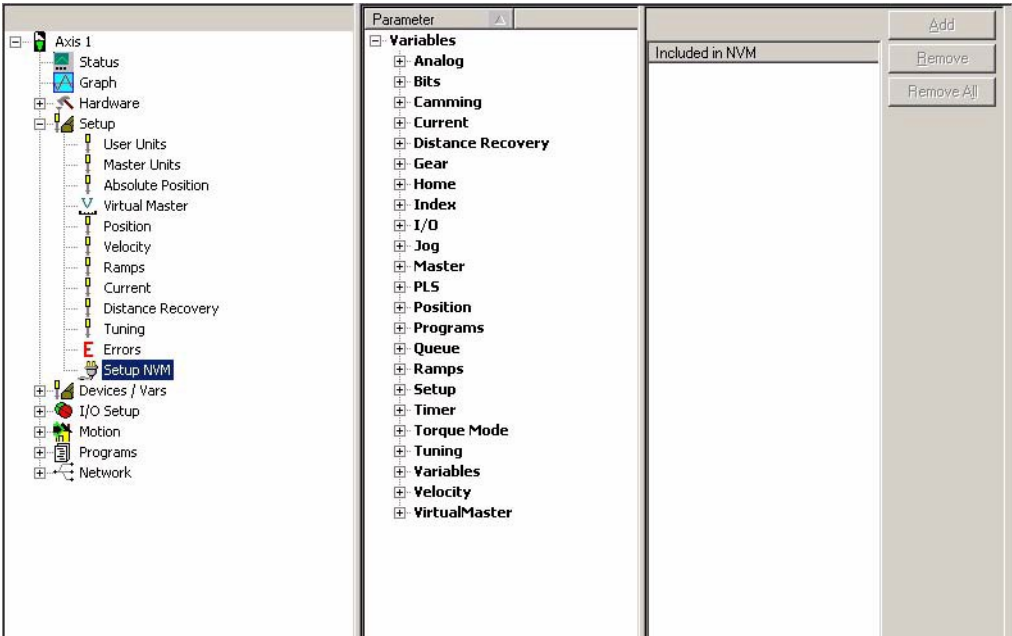 Axis 1
Status
Graph
Hardware
Setup
User Units
Master Units
Absolute Position
Virtual Master
Position
Velocity
Ramps
Current
Distance Recovery
Tuning
E Errors
Setup NVM
Devices / Vars
I/O Setup
Motion
Programs
Network
Parameter
Variables
Analog
Bits
Camming
Current
Distance Recovery
Gear
Home
Index
I/O
Jog
Master
PLS
Position
Programs
Queue
Ramps
Setup
Timer
Torque Mode
Tuning
Variables
Velocity
VirtualMaster
Included in NVM
Add
Remove
Remove All